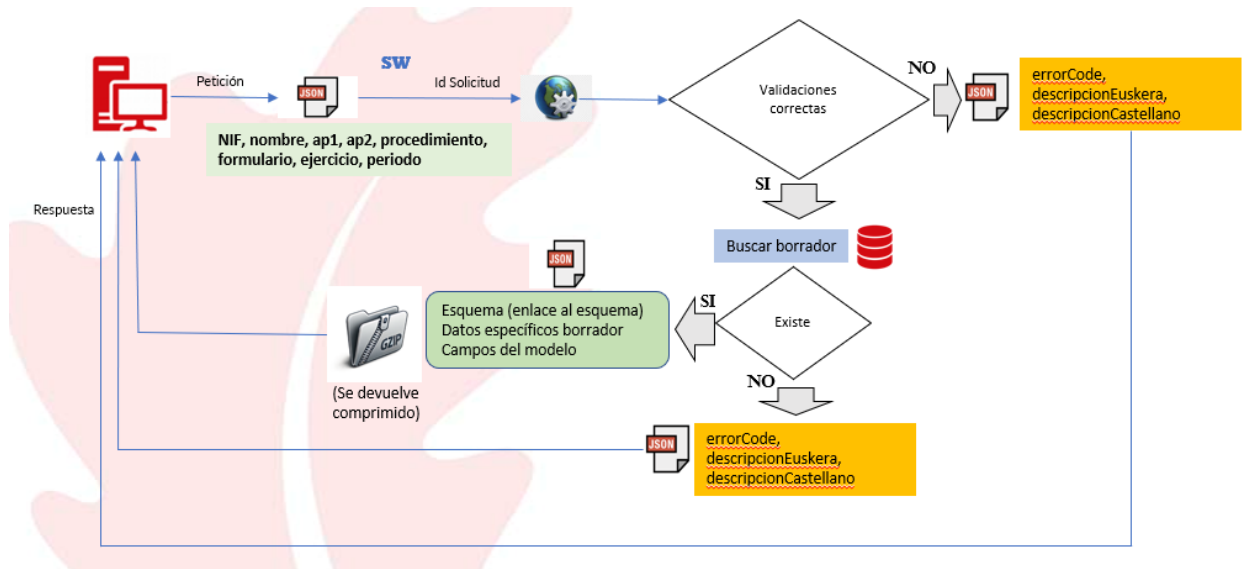 SW
Petición
JSON
Id Solicitud
NIF, nombre, ap1, ap2, procedimiento,
formulario, ejercicio, periodo
Validaciones
correctas
NO
JSON
errorCode,
descripcionEuskera,
descripcionCastellano
SI
Respuesta
Buscar borrador
JSON
Esquema (enlace al esquema)
Datos específicos borrador
Campos del modelo
SI
Existe
GZIP
(Se devuelve
comprimido)
NO
JSON
errorCode,
descripcionEuskera,
descripcionCastellano